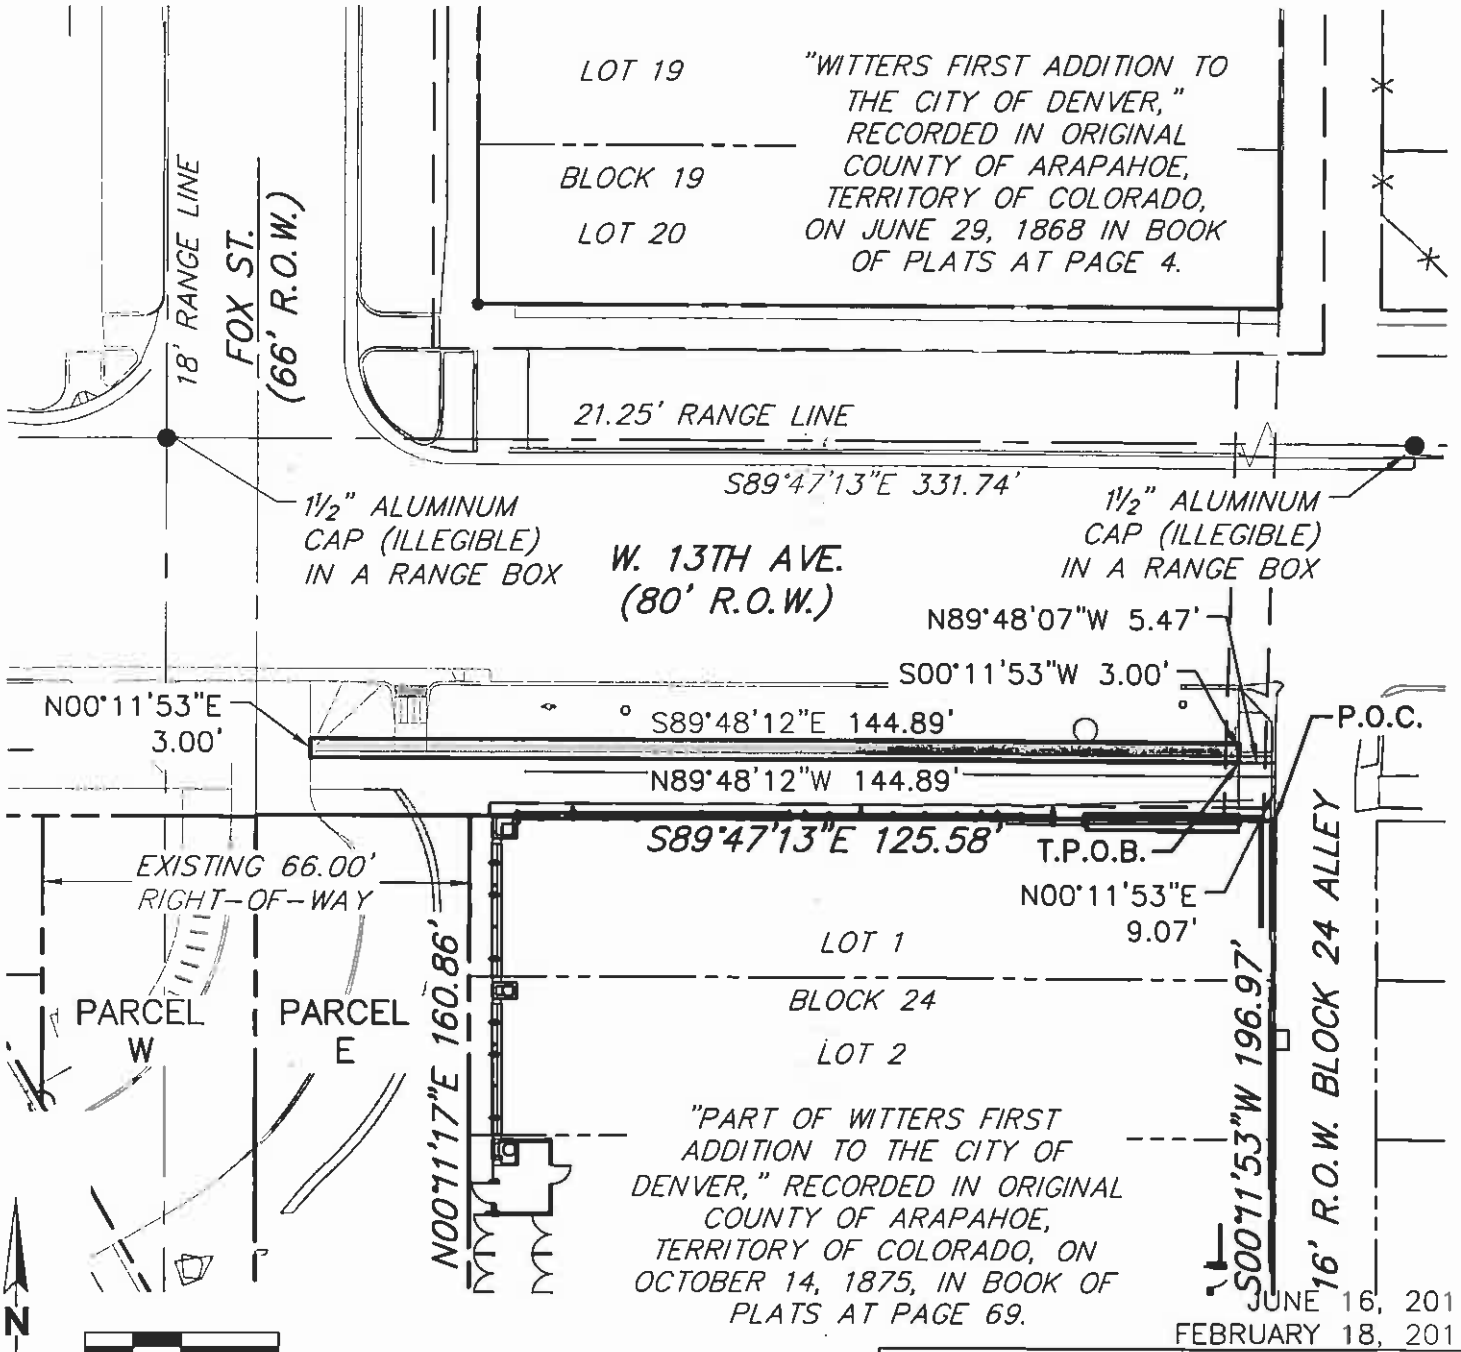 LOT 19
BLOCK 19
LOT 20
"WITTERS FIRST ADDITION TO
THE CITY OF DENVER,"
RECORDED IN ORIGINAL
COUNTY OF ARAPAHOE,
TERRITORY OF COLORADO,
ON JUNE 29, 1868 IN BOOK
OF PLATS AT PAGE 4.
18' RANGE LINE
FOX ST.
(66' R.O.W.)
21.25' RANGE LINE
S89°47'13"E 331.74'
1½" ALUMINUM
CAP (ILLEGIBLE)
IN A RANGE BOX
W. 13TH AVE.
(80' R.O.W.)
1½" ALUMINUM
CAP (ILLEGIBLE)
IN A RANGE BOX
N89°48'07"W 5.47'
S00°11'53"W 3.00'
N00°11'53"E
3.00'
S89°48'12"E 144.89'
P.O.C.
N89°48'12"W 144.89'
S89°47'13"E 125.58'
T.P.O.B.
N00°11'53"E
9.07'
EXISTING 66.00'
RIGHT-OF-WAY
LOT 1
BLOCK 24
LOT 2
PARCEL
W
PARCEL
E
N00°11'17"E 160.86'
S00°11'53"W 196.97'
16' R.O.W. BLOCK 24 ALLEY
"PART OF WITTERS FIRST
ADDITION TO THE CITY OF
DENVER," RECORDED IN ORIGINAL
COUNTY OF ARAPAHOE,
TERRITORY OF COLORADO, ON
OCTOBER 14, 1875, IN BOOK OF
PLATS AT PAGE 69.
N
JUNE 16, 201
FEBRUARY 18, 201